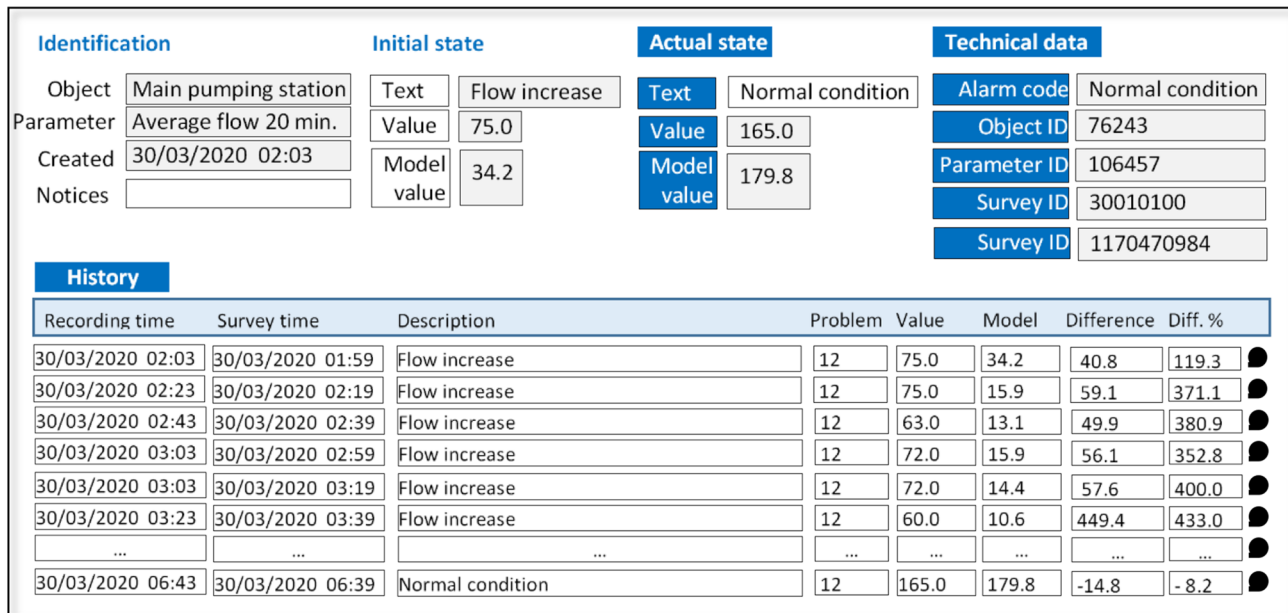 Identification Initial state Actual state Technical data
Object Main pumping station Text Flow increase Text Normal condition Alarm code Normal condition
Parameter Average flow 20 min. Value 75.0 Value 165.0 Object ID 76243
Created 30/03/2020 02:03 Model value 34.2 Model value 179.8 Parameter ID 106457
Notices Survey ID 30010100
Survey ID 1170470984
History
Recording time Survey time Description Problem Value Model Difference Diff. %
30/03/2020 02:03 30/03/2020 01:59 Flow increase 12 75.0 34.2 40.8 119.3
30/03/2020 02:23 30/03/2020 02:19 Flow increase 12 75.0 15.9 59.1 371.1
30/03/2020 02:43 30/03/2020 02:39 Flow increase 12 63.0 13.1 49.9 380.9
30/03/2020 03:03 30/03/2020 02:59 Flow increase 12 72.0 15.9 56.1 352.8
30/03/2020 03:03 30/03/2020 03:19 Flow increase 12 72.0 14.4 57.6 400.0
30/03/2020 03:23 30/03/2020 03:39 Flow increase 12 60.0 10.6 449.4 433.0
... ... ... ... ... ... ... ...
30/03/2020 06:43 30/03/2020 06:39 Normal condition 12 165.0 179.8 -14.8 - 8.2